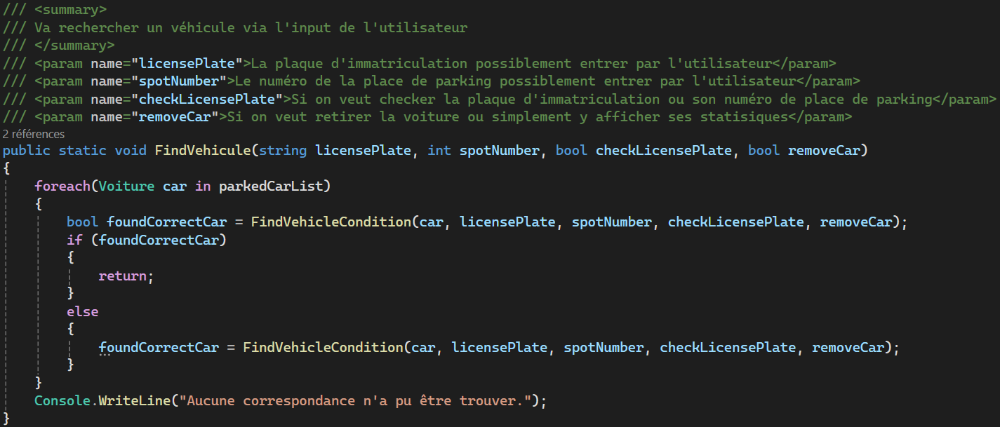 /// <summary>
/// Va rechercher un véhicule via l'input de l'utilisateur
/// </summary>
/// <param name="licensePlate">La plaque d'immatriculation possiblement entrer par l'utilisateur</param>
/// <param name="spotNumber">Le numéro de la place de parking possiblement entrer par l'utilisateur</param>
/// <param name="checkLicensePlate">Si on veut checker la plaque d'immatriculation ou son numéro de place de parking</param>
/// <param name="removeCar">Si on veut retirer la voiture ou simplement y afficher ses statisiques</param>
2 références
public static void FindVehicule(string licensePlate, int spotNumber, bool checkLicensePlate, bool removeCar)
{
    foreach(Voiture car in parkedCarList)
    {
        bool foundCorrectCar = FindVehicleCondition(car, licensePlate, spotNumber, checkLicensePlate, removeCar);
        if (foundCorrectCar)
        {
            return;
        }
        else
        {
            foundCorrectCar = FindVehicleCondition(car, licensePlate, spotNumber, checkLicensePlate, removeCar);
        }
    }
    Console.WriteLine("Aucune correspondance n'a pu être trouver.");
}